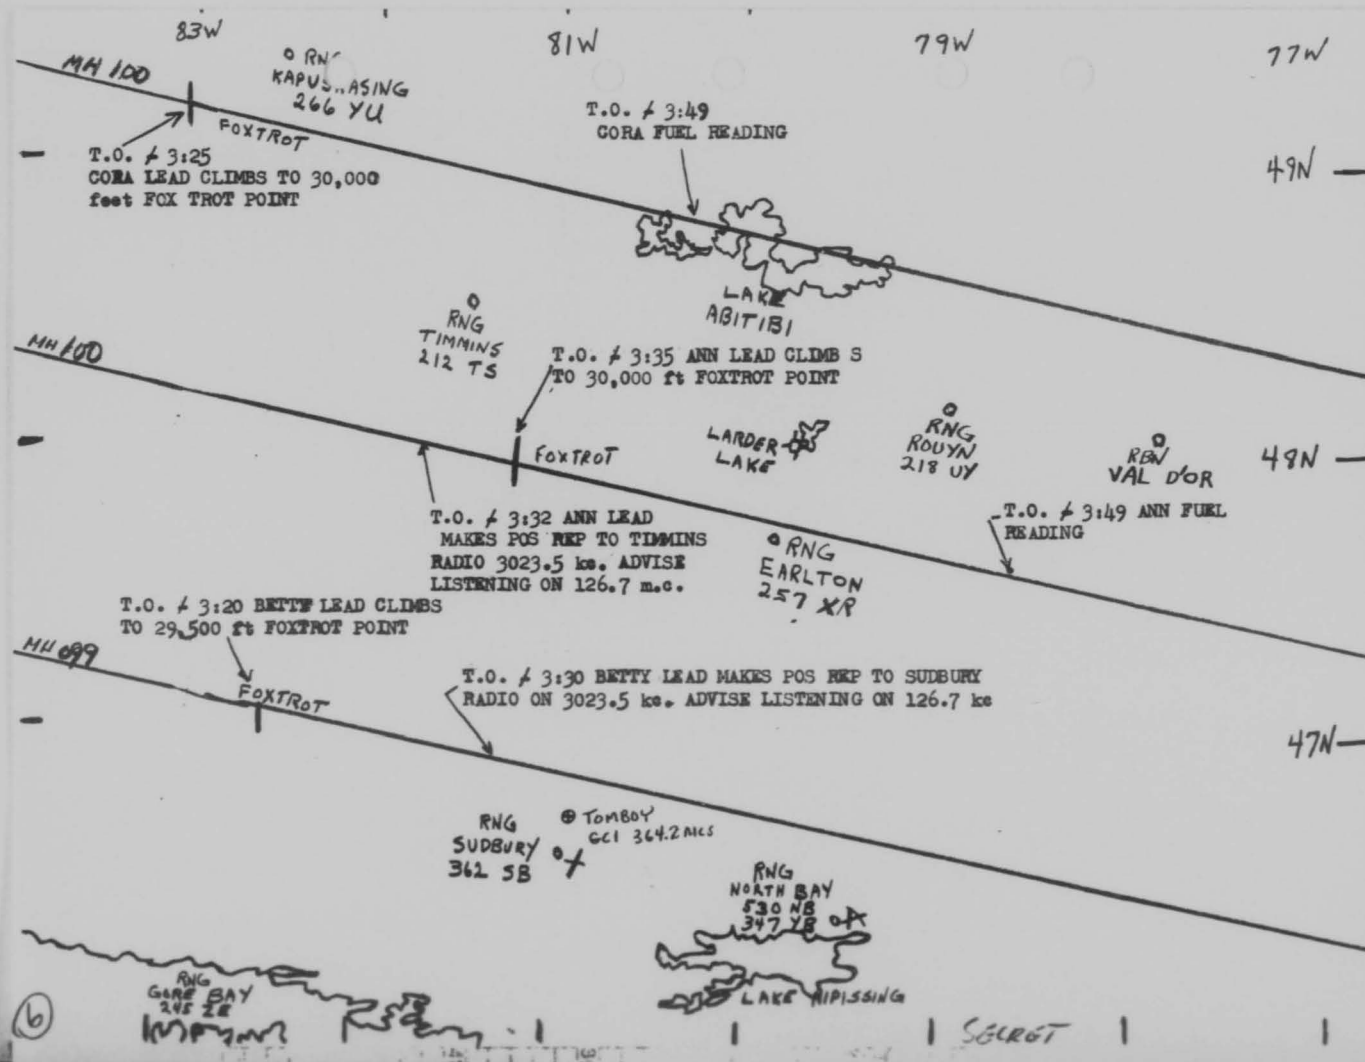 83W
81W
79W
77W
MH 100
RNG
KAPUS..ASING
266 YU
FOXTROT
T.O. / 3:25
CORA LEAD CLIMBS TO 30,000
feet FOX TROT POINT
T.O. / 3:49
CORA FUEL READING
49N
LAKE
ABITIBI
RNG
TIMMINS
212 TS
MH 100
T.O. / 3:35 ANN LEAD CLIMB S
TO 30,000 ft FOXTROT POINT
FOXTROT
LARDER
LAKE
RNG
ROUYN
218 UY
RBN
VAL D'OR
48N
T.O. / 3:49 ANN FUEL
READING
T.O. / 3:32 ANN LEAD
MAKES POS REP TO TIMMINS
RADIO 3023.5 kc. ADVISE
LISTENING ON 126.7 m.c.
RNG
EARLTON
257 XR
T.O. / 3:20 BETTY LEAD CLIMBS
TO 29,500 ft FOXTROT POINT
MH 099
FOXTROT
T.O. / 3:30 BETTY LEAD MAKES POS REP TO SUDBURY
RADIO ON 3023.5 kc. ADVISE LISTENING ON 126.7 kc
47N
RNG
SUDBURY
362 SB
TOMBOY
GCI 364.2 MCS
RNG
NORTH BAY
530 NB
347 YB
LAKE NIPISSING
RNG
GORE BAY
245 ZE
6
SECRET